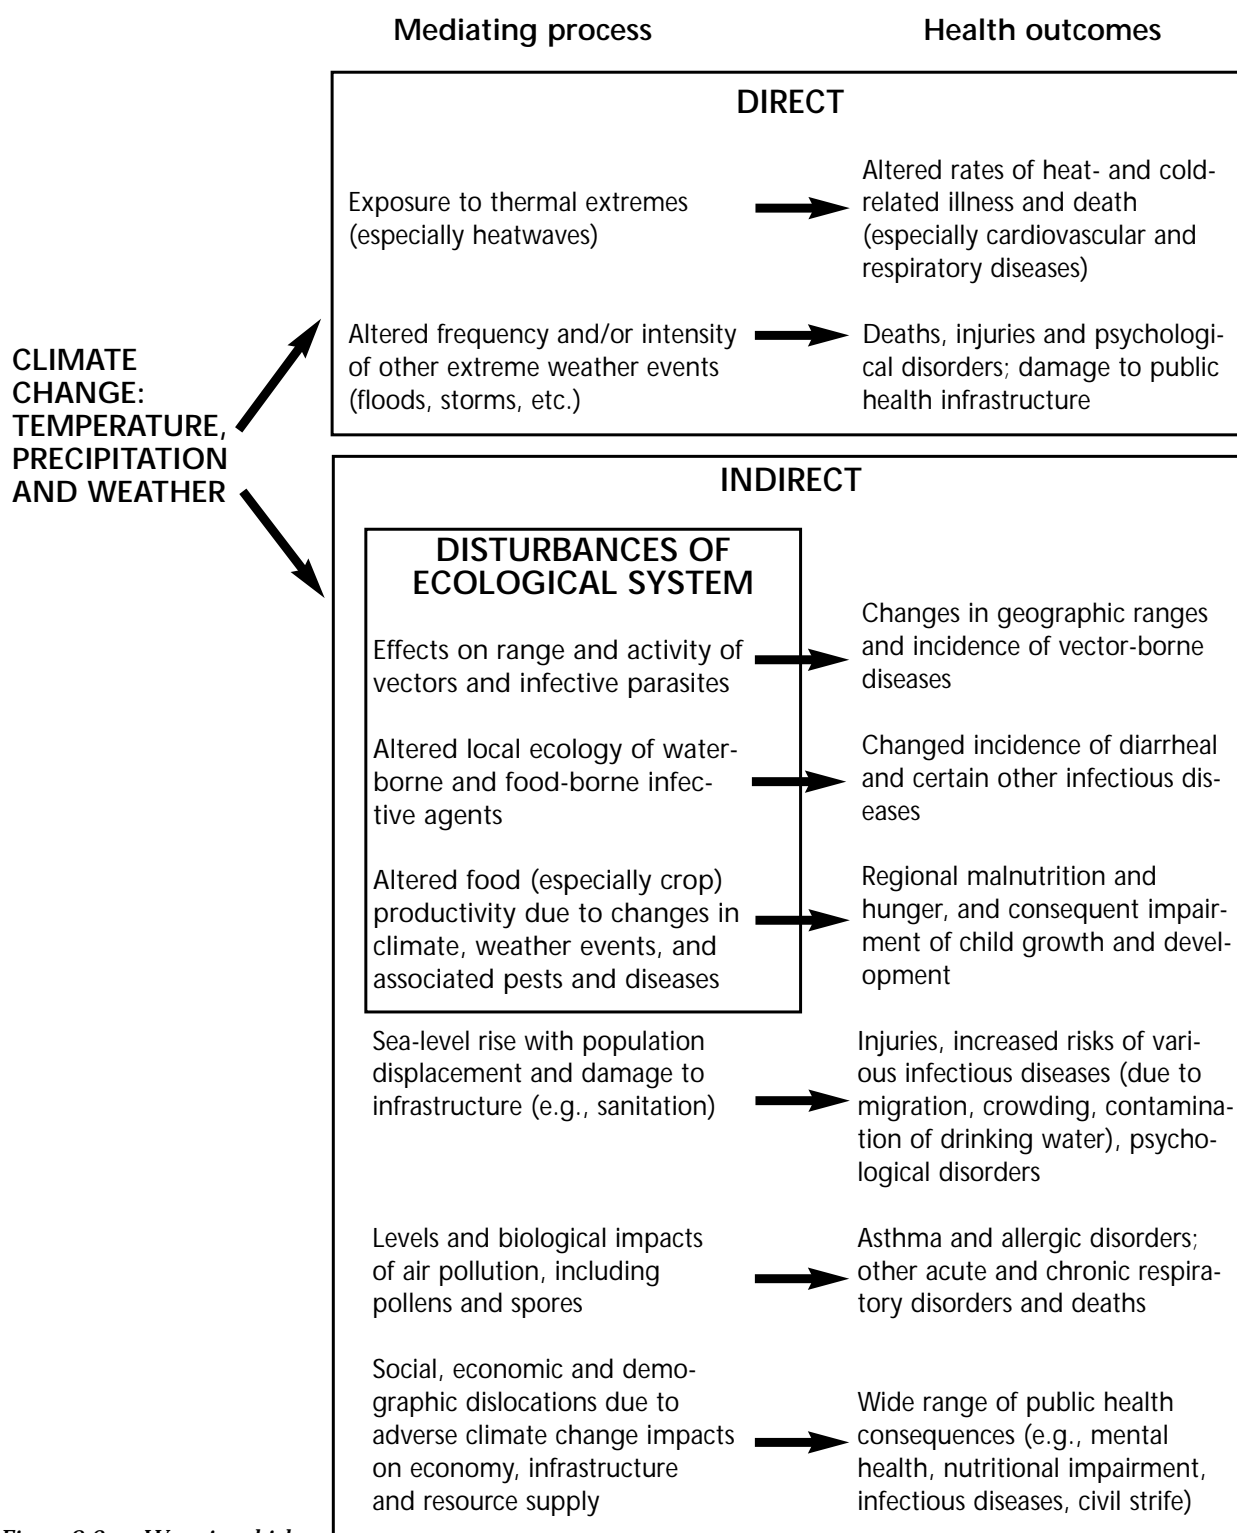 Mediating process
Health outcomes
DIRECT
Exposure to thermal extremes
(especially heatwaves)
Altered rates of heat- and cold-
related illness and death
(especially cardiovascular and
respiratory diseases)
Altered frequency and/or intensity
of other extreme weather events
(floods, storms, etc.)
Deaths, injuries and psychologi-
cal disorders; damage to public
health infrastructure
CLIMATE
CHANGE:
TEMPERATURE,
PRECIPITATION
AND WEATHER
INDIRECT
DISTURBANCES OF
ECOLOGICAL SYSTEM
Effects on range and activity of
vectors and infective parasites
Changes in geographic ranges
and incidence of vector-borne
diseases
Altered local ecology of water-
borne and food-borne infec-
tive agents
Changed incidence of diarrheal
and certain other infectious dis-
eases
Altered food (especially crop)
productivity due to changes in
climate, weather events, and
associated pests and diseases
Regional malnutrition and
hunger, and consequent impair-
ment of child growth and devel-
opment
Sea-level rise with population
displacement and damage to
infrastructure (e.g., sanitation)
Injuries, increased risks of vari-
ous infectious diseases (due to
migration, crowding, contamina-
tion of drinking water), psycho-
logical disorders
Levels and biological impacts
of air pollution, including
pollens and spores
Asthma and allergic disorders;
other acute and chronic respira-
tory disorders and deaths
Social, economic and demo-
graphic dislocations due to
adverse climate change impacts
on economy, infrastructure
and resource supply
Wide range of public health
consequences (e.g., mental
health, nutritional impairment,
infectious diseases, civil strife)